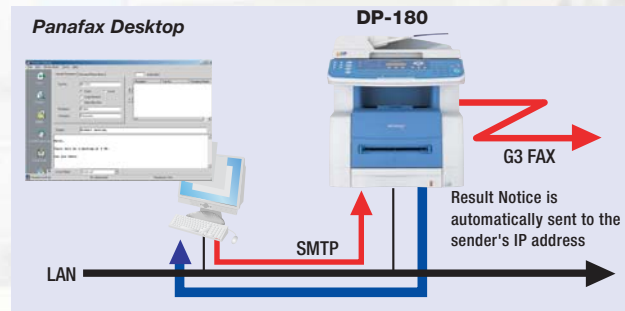 Panafax Desktop
DP-180
G3 FAX
Result Notice is
automatically sent to the
sender's IP address
SMTP
LAN